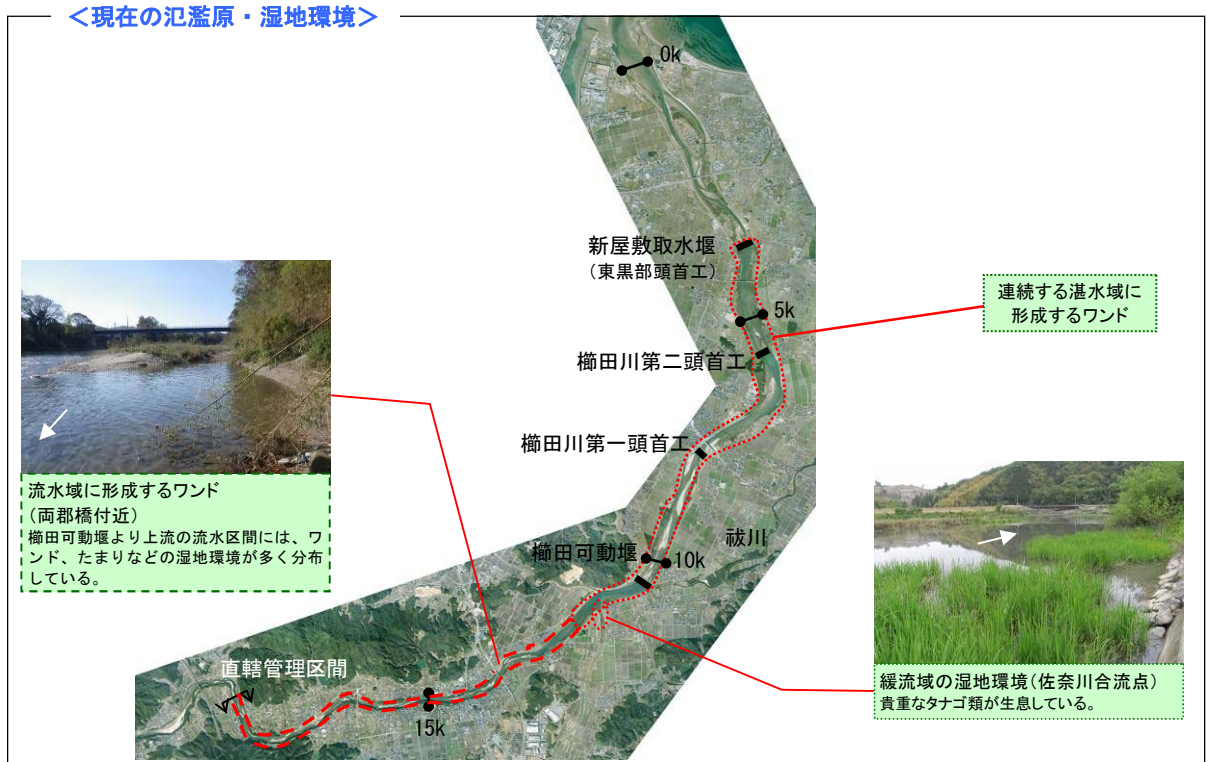 ＜現在の氾濫原・湿地環境＞
0k
新屋敷取水堰
（東黒部頭首工）
連続する湛水域に
形成するワンド
5k
櫛田川第二頭首工
櫛田川第一頭首工
流水域に形成するワンド
（両郡橋付近）
櫛田可動堰より上流の流水区間には、ワ
ンド、たまりなどの湿地環境が多く分布
している。
祓川
櫛田可動堰
10k
直轄管理区間
15k
緩流域の湿地環境（佐奈川合流点）
貴重なタナゴ類が生息している。